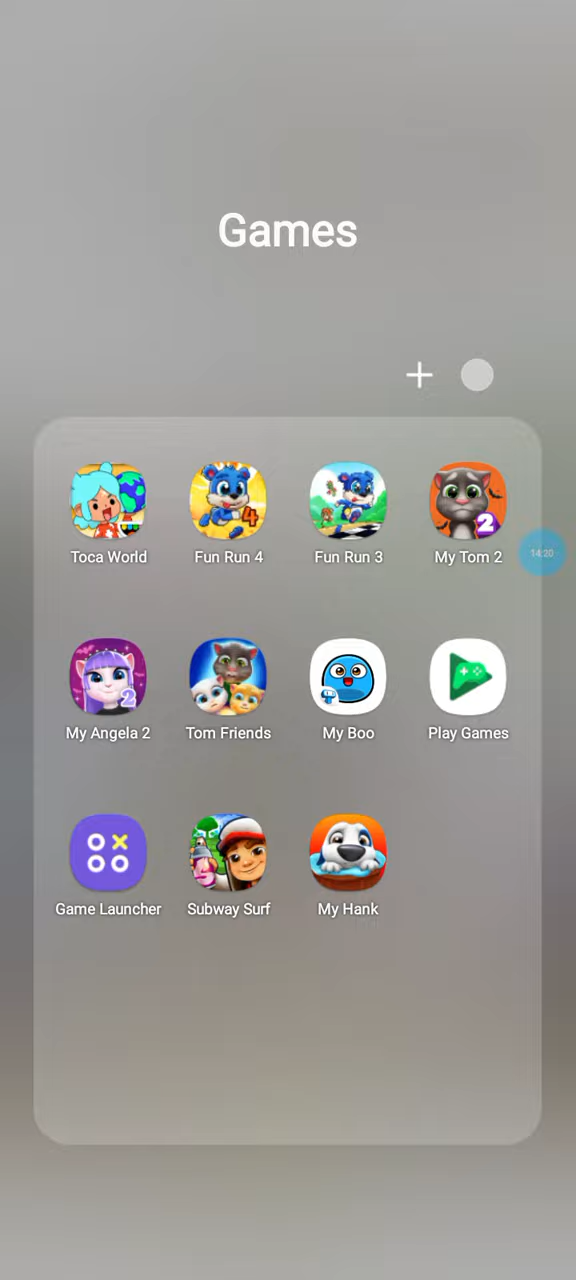 Games
Toca World
Fun Run 4
Fun Run 3
My Tom 2
14:20
My Angela 2
Tom Friends
My Boo
Play Games
Game Launcher
Subway Surf
My Hank